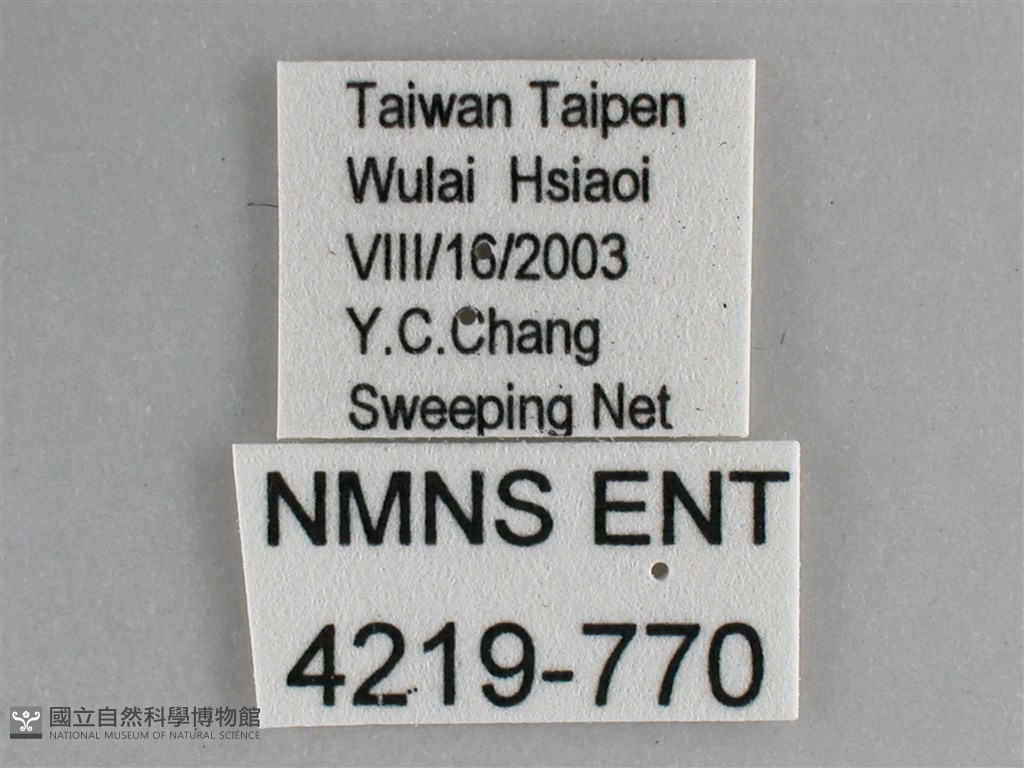 Taiwan Taipen
Wulai Hsiaoi
VIII/16/2003
Y.C.Chang
Sweeping Net
NMNS ENT
4219-770
國立自然科學博物館
NATIONAL MUSEUM OF NATURAL SCIENCE